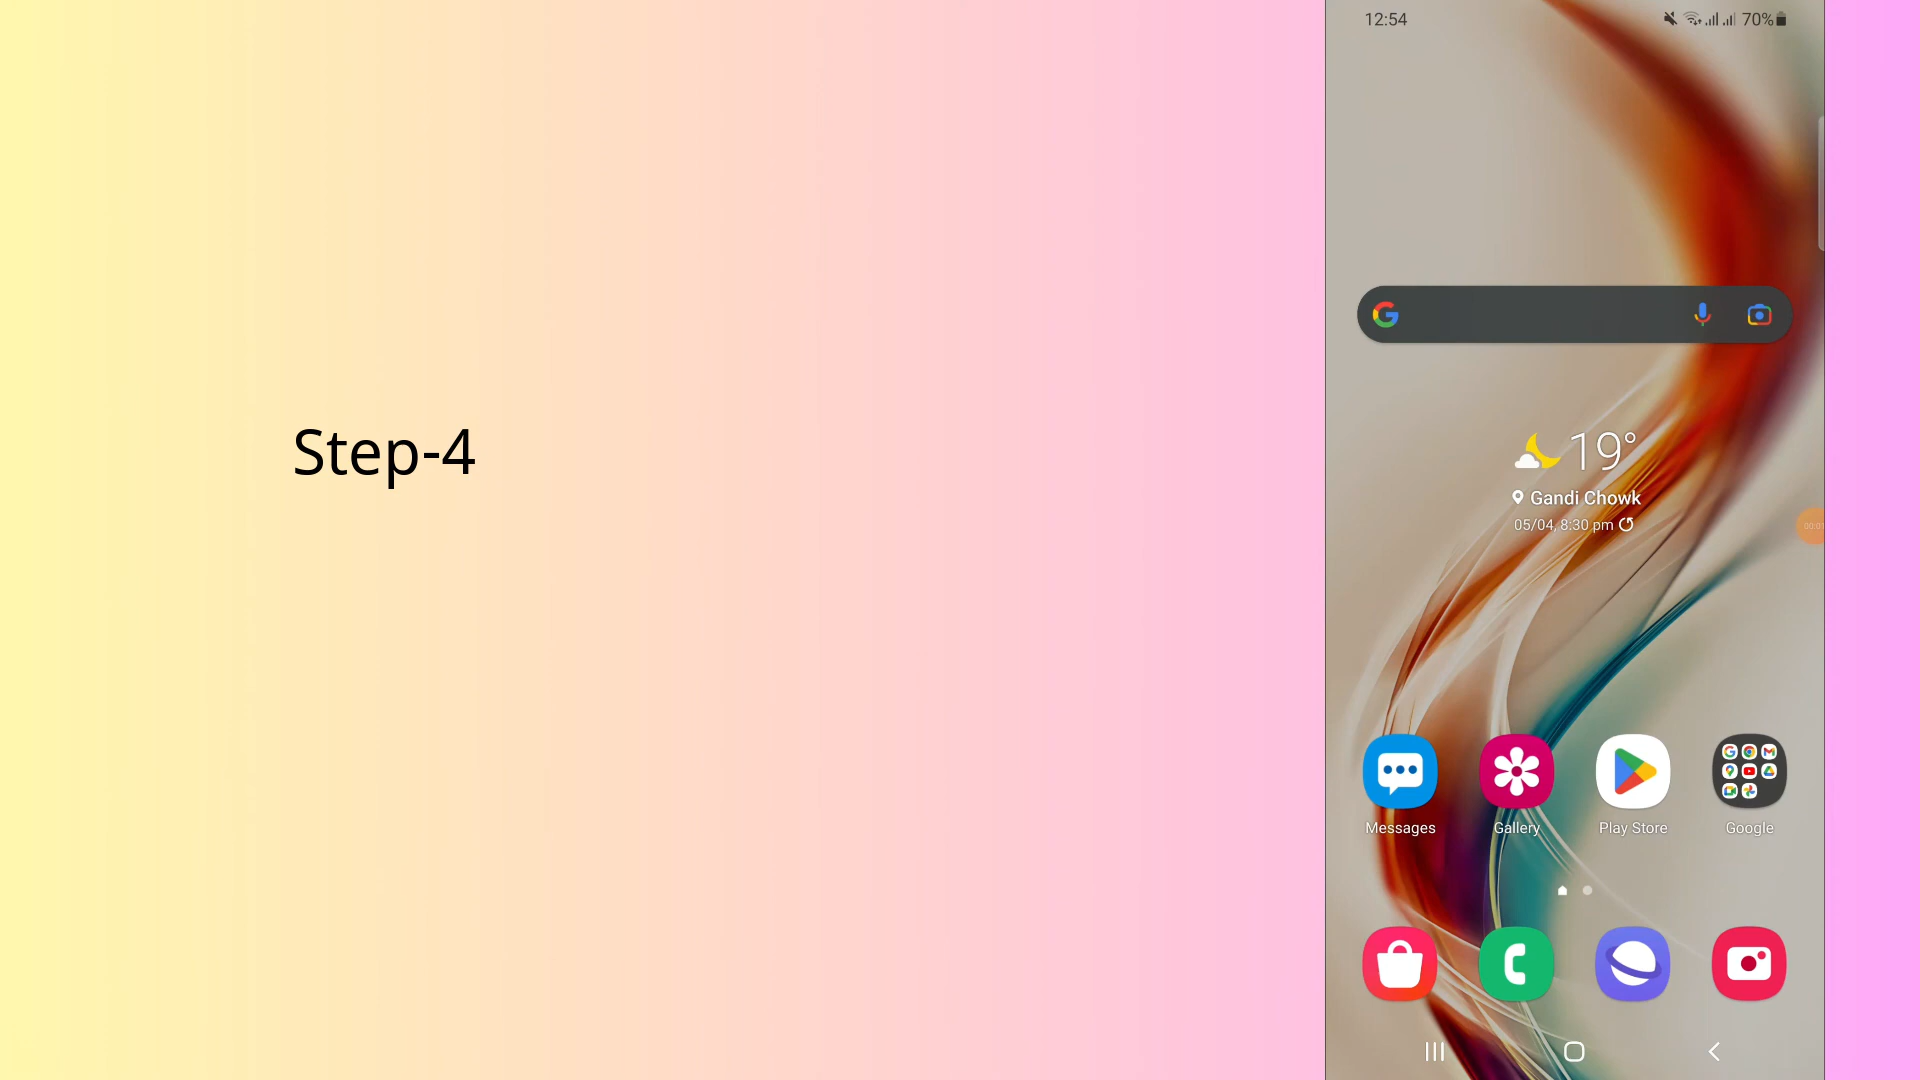 Step-4
12:54
70%
19°
Gandi Chowk
05/04, 8:30 pm
Messages
Gallery
Play Store
Google